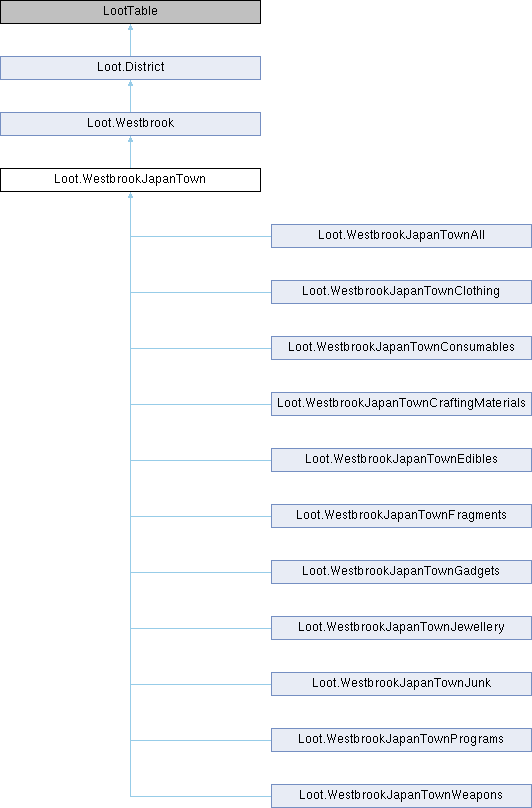 LootTable
Loot.District
Loot.Westbrook
Loot.WestbrookJapanTown
Loot.WestbrookJapanTownAll
Loot.WestbrookJapanTownClothing
Loot.WestbrookJapanTownConsumables
Loot.WestbrookJapanTownCraftingMaterials
Loot.WestbrookJapanTownEdibles
Loot.WestbrookJapanTownFragments
Loot.WestbrookJapanTownGadgets
Loot.WestbrookJapanTownJewellery
Loot.WestbrookJapanTownJunk
Loot.WestbrookJapanTownPrograms
Loot.WestbrookJapanTownWeapons